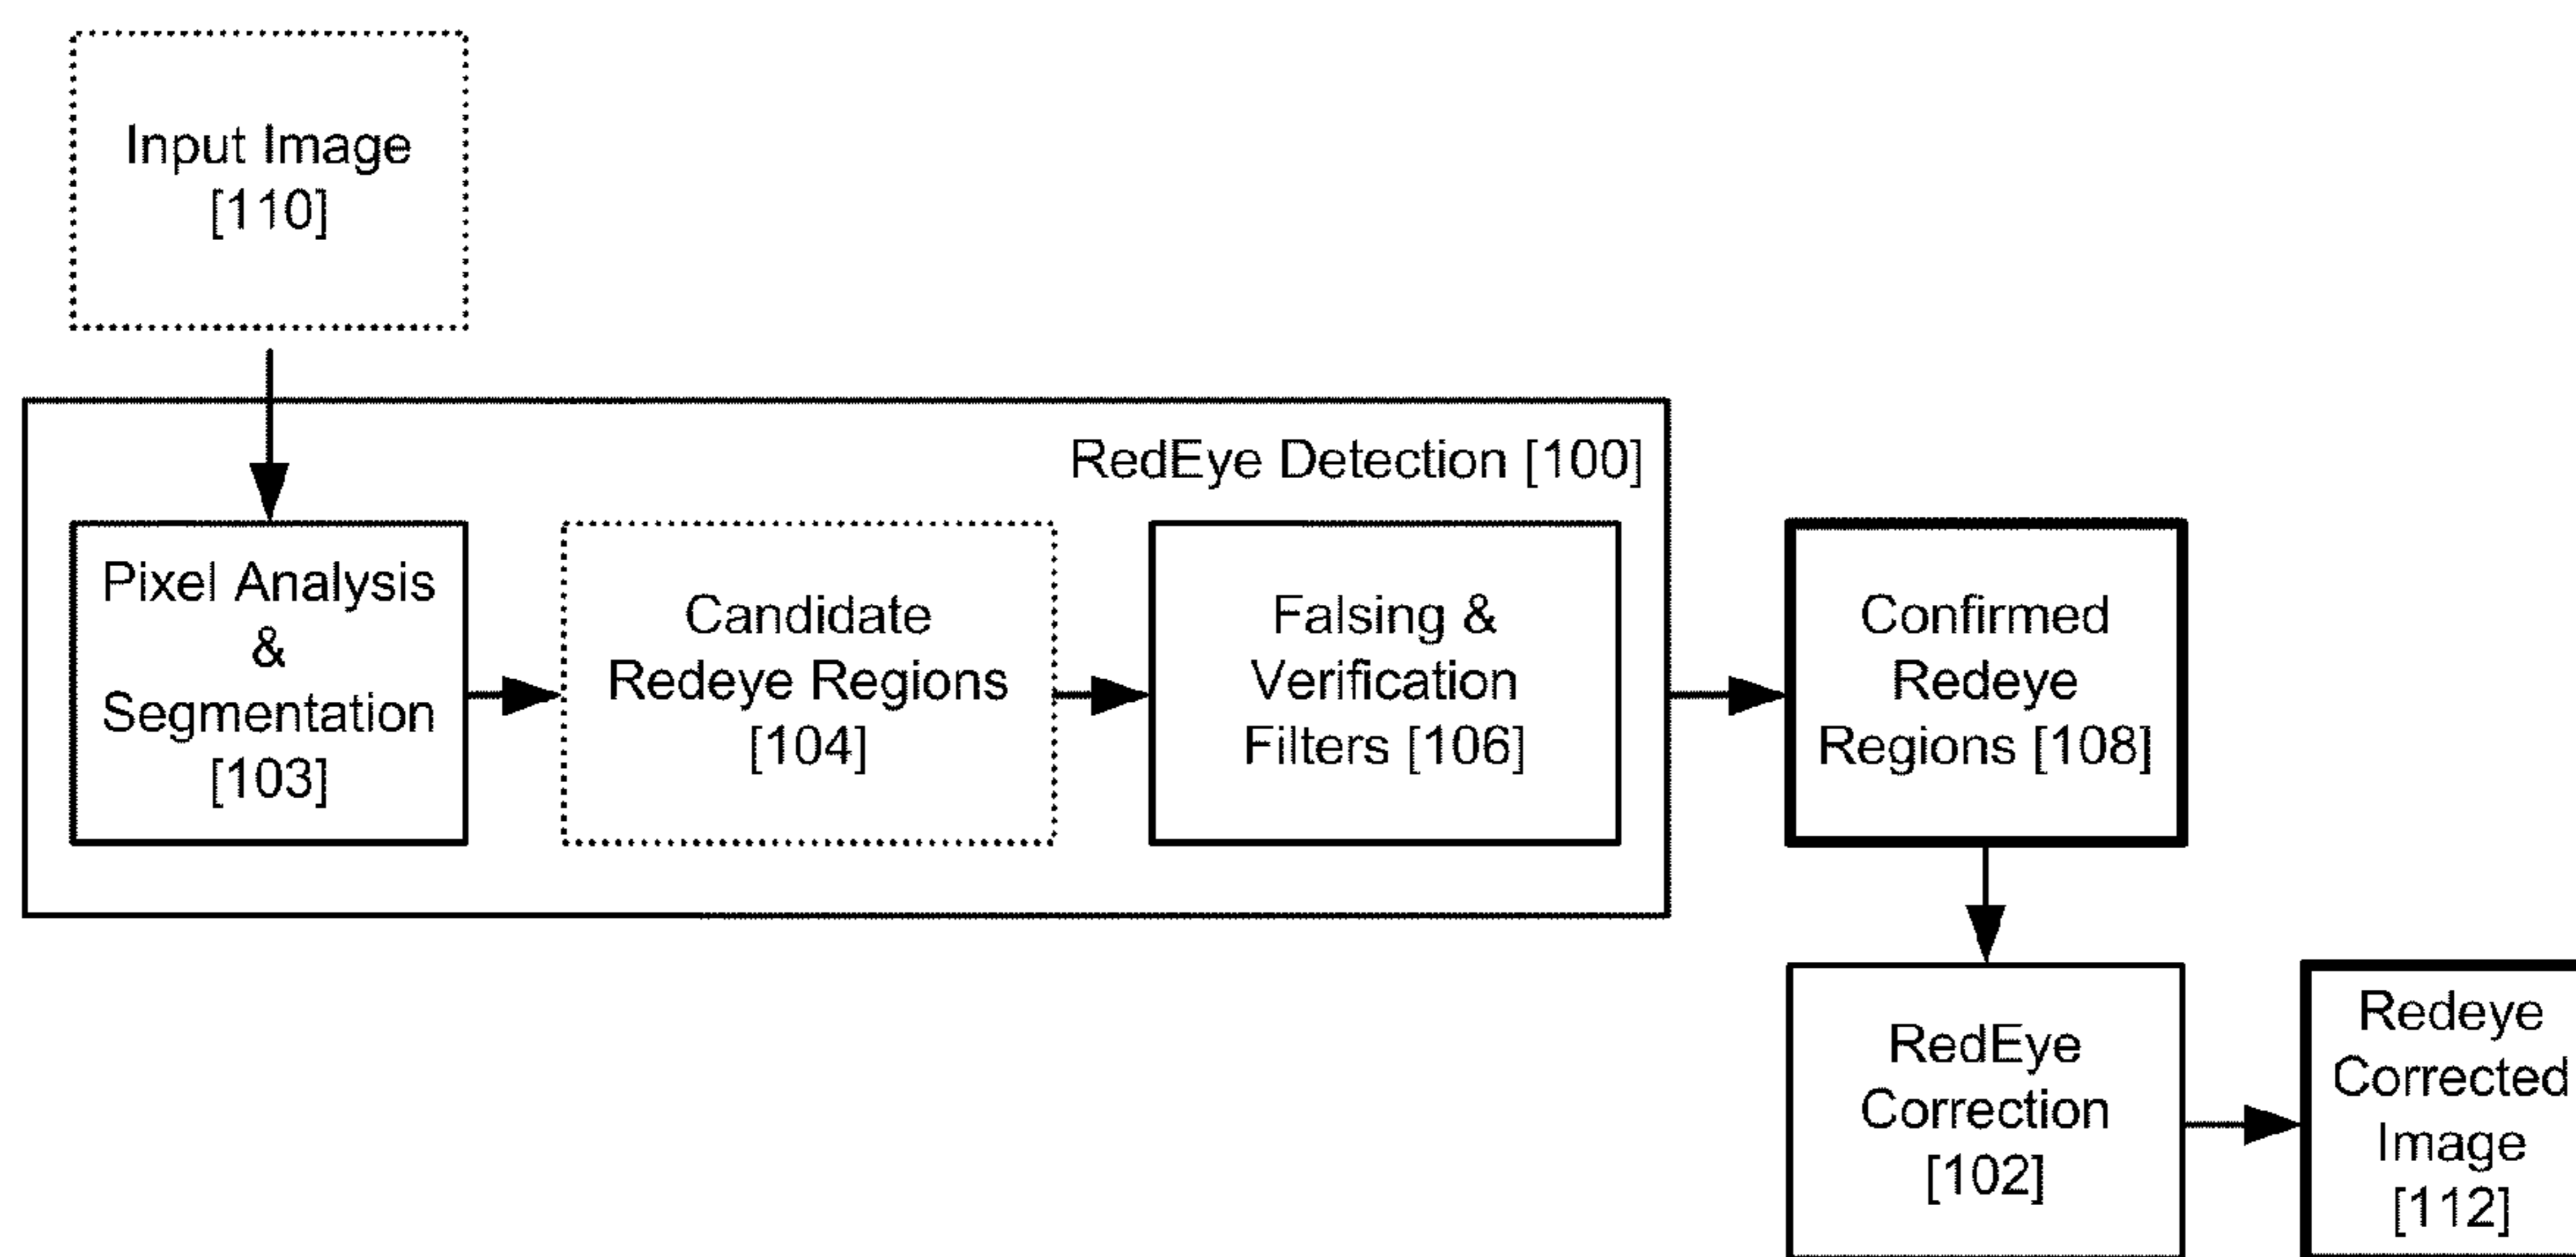 Input Image
[110]
RedEye Detection [100]
Pixel Analysis
&
Segmentation
[103]
Candidate
Redeye Regions
[104]
Falsing &
Verification
Filters [106]
Confirmed
Redeye
Regions [108]
RedEye
Correction
[102]
Redeye
Corrected
Image
[112]